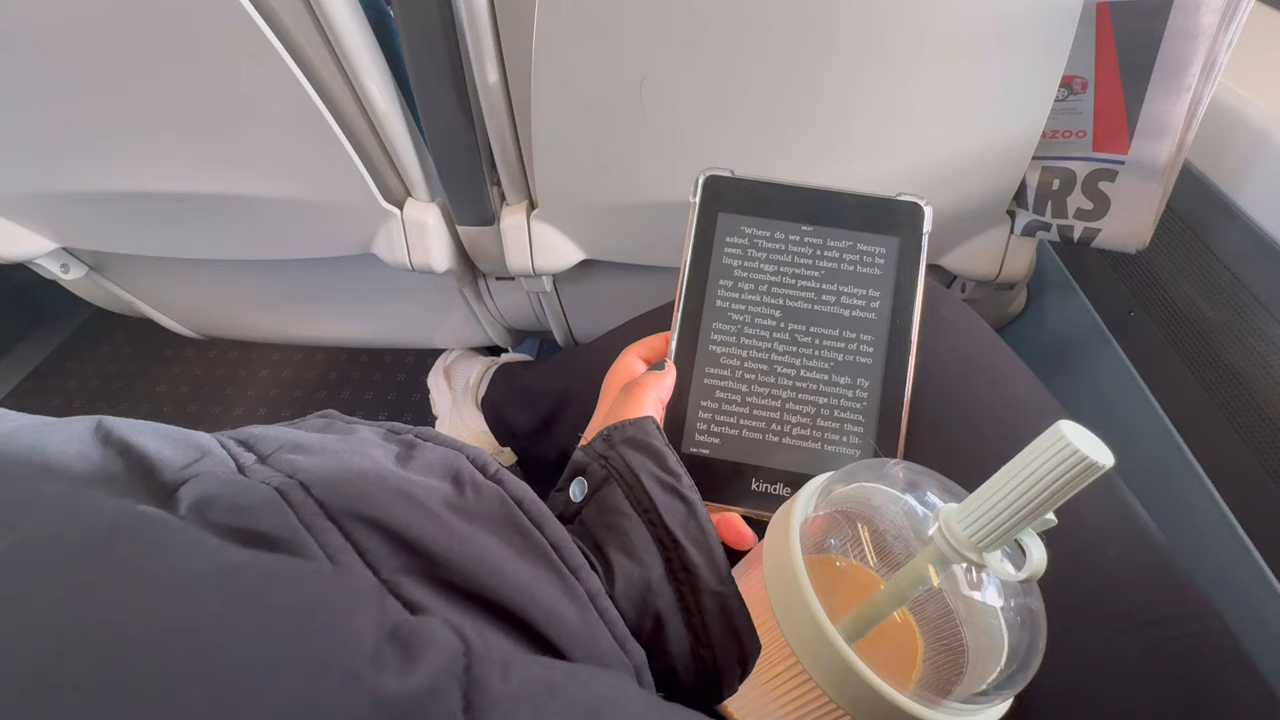 azoo
ARS
"Where do we even land?" Nesryn
asked. "There's barely a safe spot to be
seen. They could have taken the hatch-
lings and eggs anywhere."
She combed the peaks and valleys for
any sign of movement, any flicker of
those sleek black bodies scuttling about.
But saw nothing.
"We'll make a pass around the ter-
ritory," Sartaq said. "Get a sense of the
layout. Perhaps figure out a thing or two
regarding their feeding habits."
Gods above. "Keep Kadara high. Fly
casual. If we look like we're hunting for
something, they might emerge in force."
Sartaq whistled sharply to Kadara,
who indeed soared higher, faster than
her usual ascent. As if glad to rise a lit-
tle farther from the shrouded territory
below.
kindle